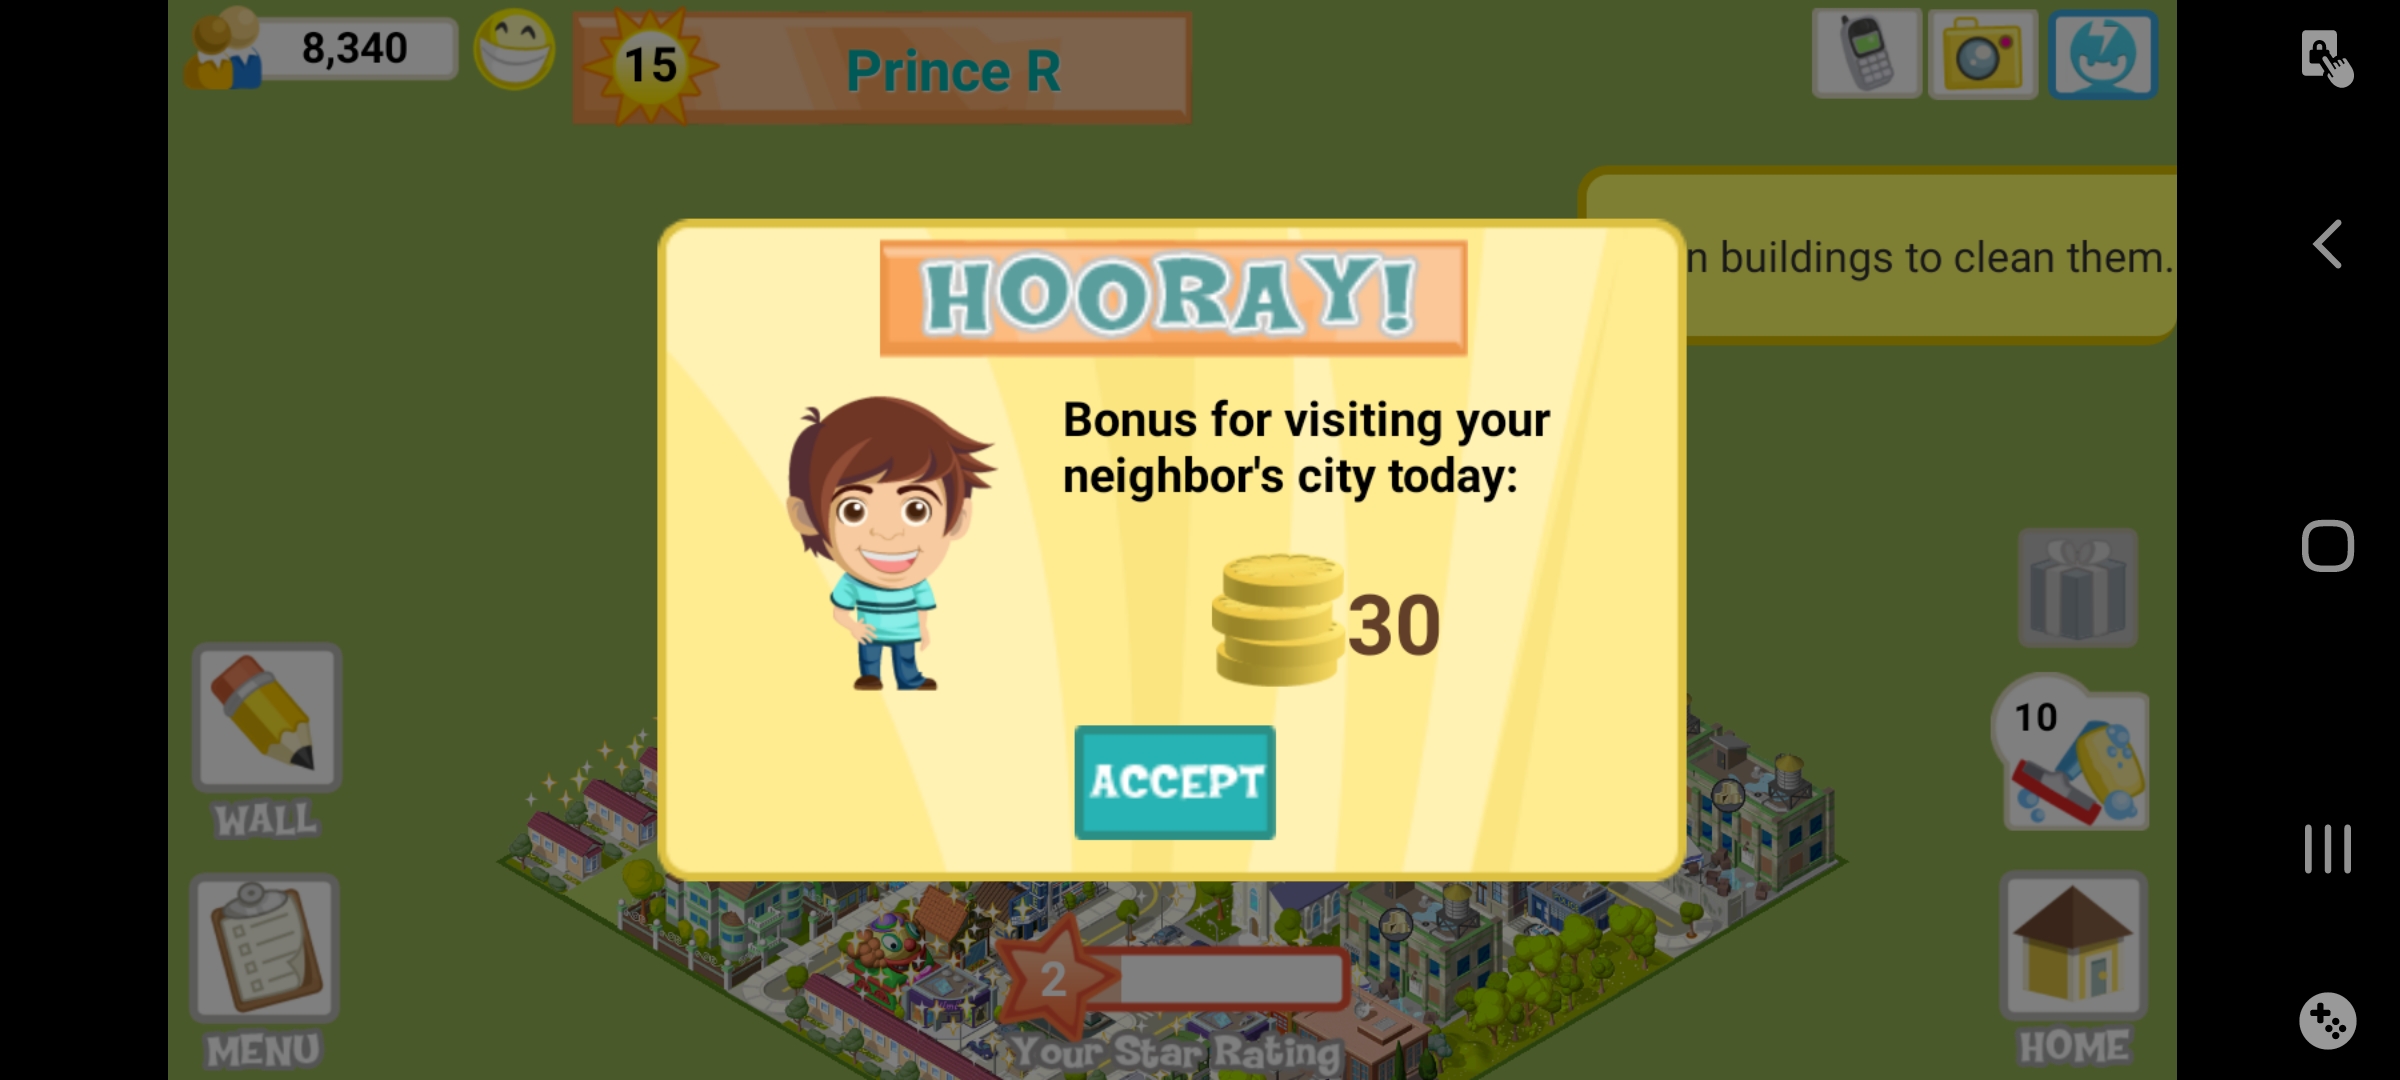 8,340
15
Prince R
n buildings to clean them.
HOORAY!
Bonus for visiting your
neighbor's city today:
30
ACCEPT
10
WALL
MENU
2
Your Star Rating
HOME